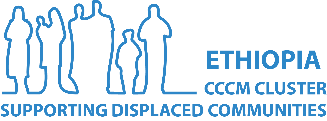 ETHIOPIA
CCCM CLUSTER
SUPPORTING DISPLACED COMMUNITIES